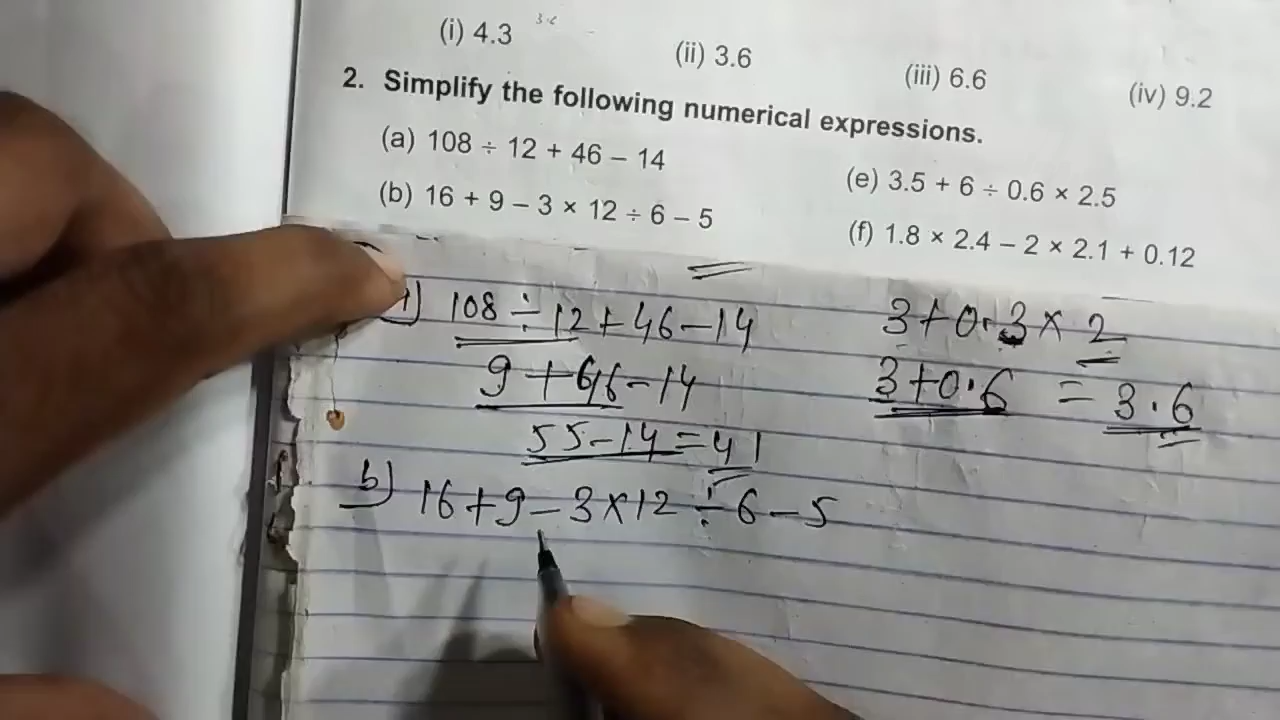 (i) 4.3 (ii) 3.6 (iii) 6.6 (iv) 9.2
2. Simplify the following numerical expressions.
(a) 108 ÷ 12 + 46 – 14
(b) 16 + 9 – 3 × 12 ÷ 6 – 5
(e) 3.5 + 6 ÷ 0.6 × 2.5
(f) 1.8 × 2.4 – 2 × 2.1 + 0.12
108 ÷ 12 + 46 – 14
9 + 46 – 14
55 – 14 = 41
b) 16 + 9 – 3 × 12 ÷ 6 – 5
3 + 0.3 × 2
3 + 0.6 = 3.6